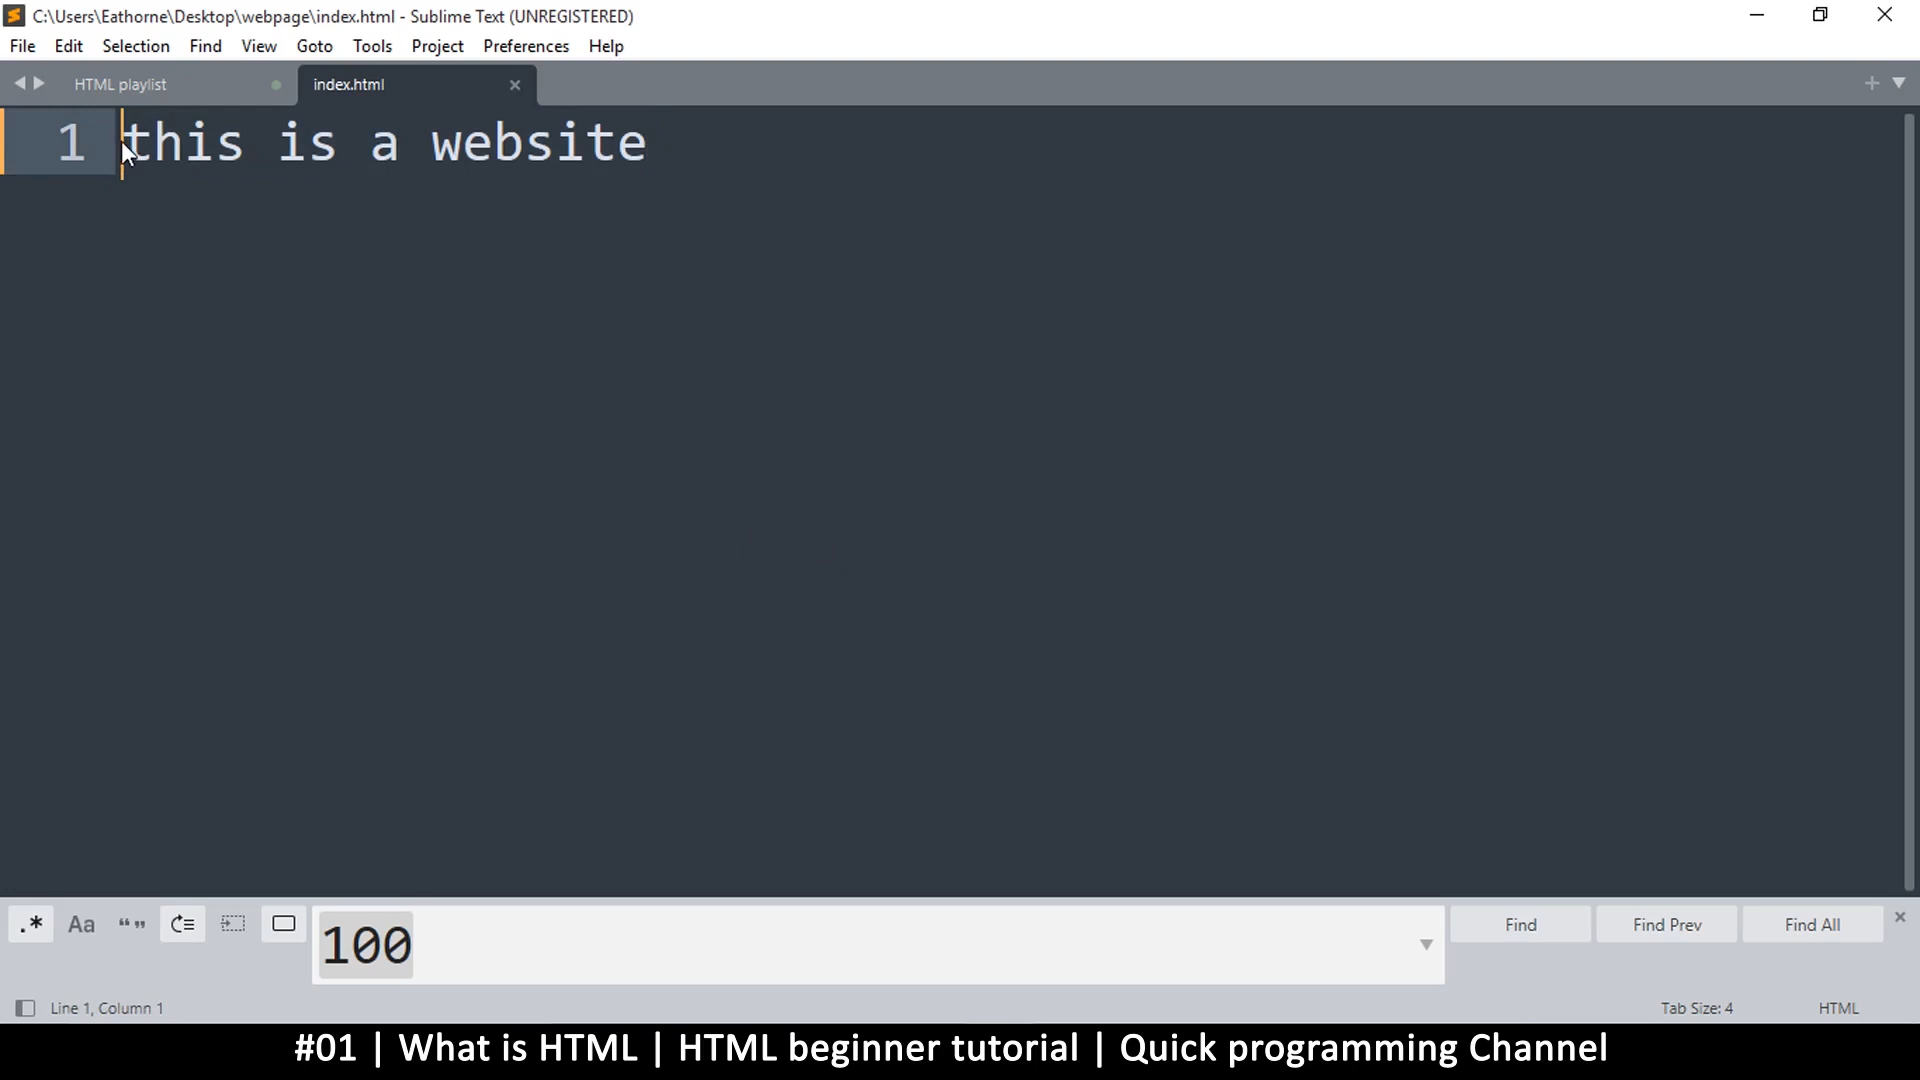 C:\Users\Eathorne\Desktop\webpage\index.html - Sublime Text (UNREGISTERED)
File Edit Selection Find View Goto Tools Project Preferences Help
HTML playlist index.html
1 this is a website
.* Aa “ ” 100 Find Find Prev Find All
Line 1, Column 1 Tab Size: 4 HTML
#01 | What is HTML | HTML beginner tutorial | Quick programming Channel